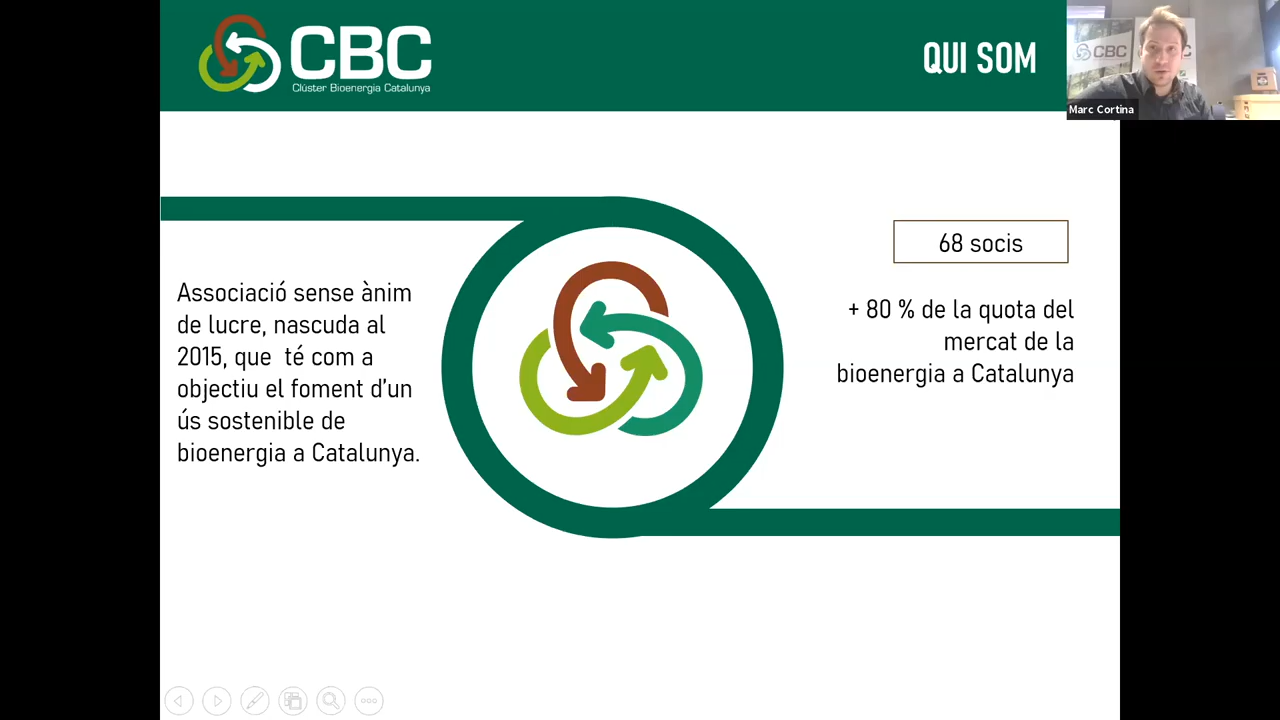 CBC
Clúster Bioenergia Catalunya
QUI SOM
CBC
Marc Cortina
Associació sense ànim
de lucre, nascuda al
2015, que té com a
objectiu el foment d'un
ús sostenible de
bioenergia a Catalunya.
68 socis
+ 80 % de la quota del
mercat de la
bioenergia a Catalunya